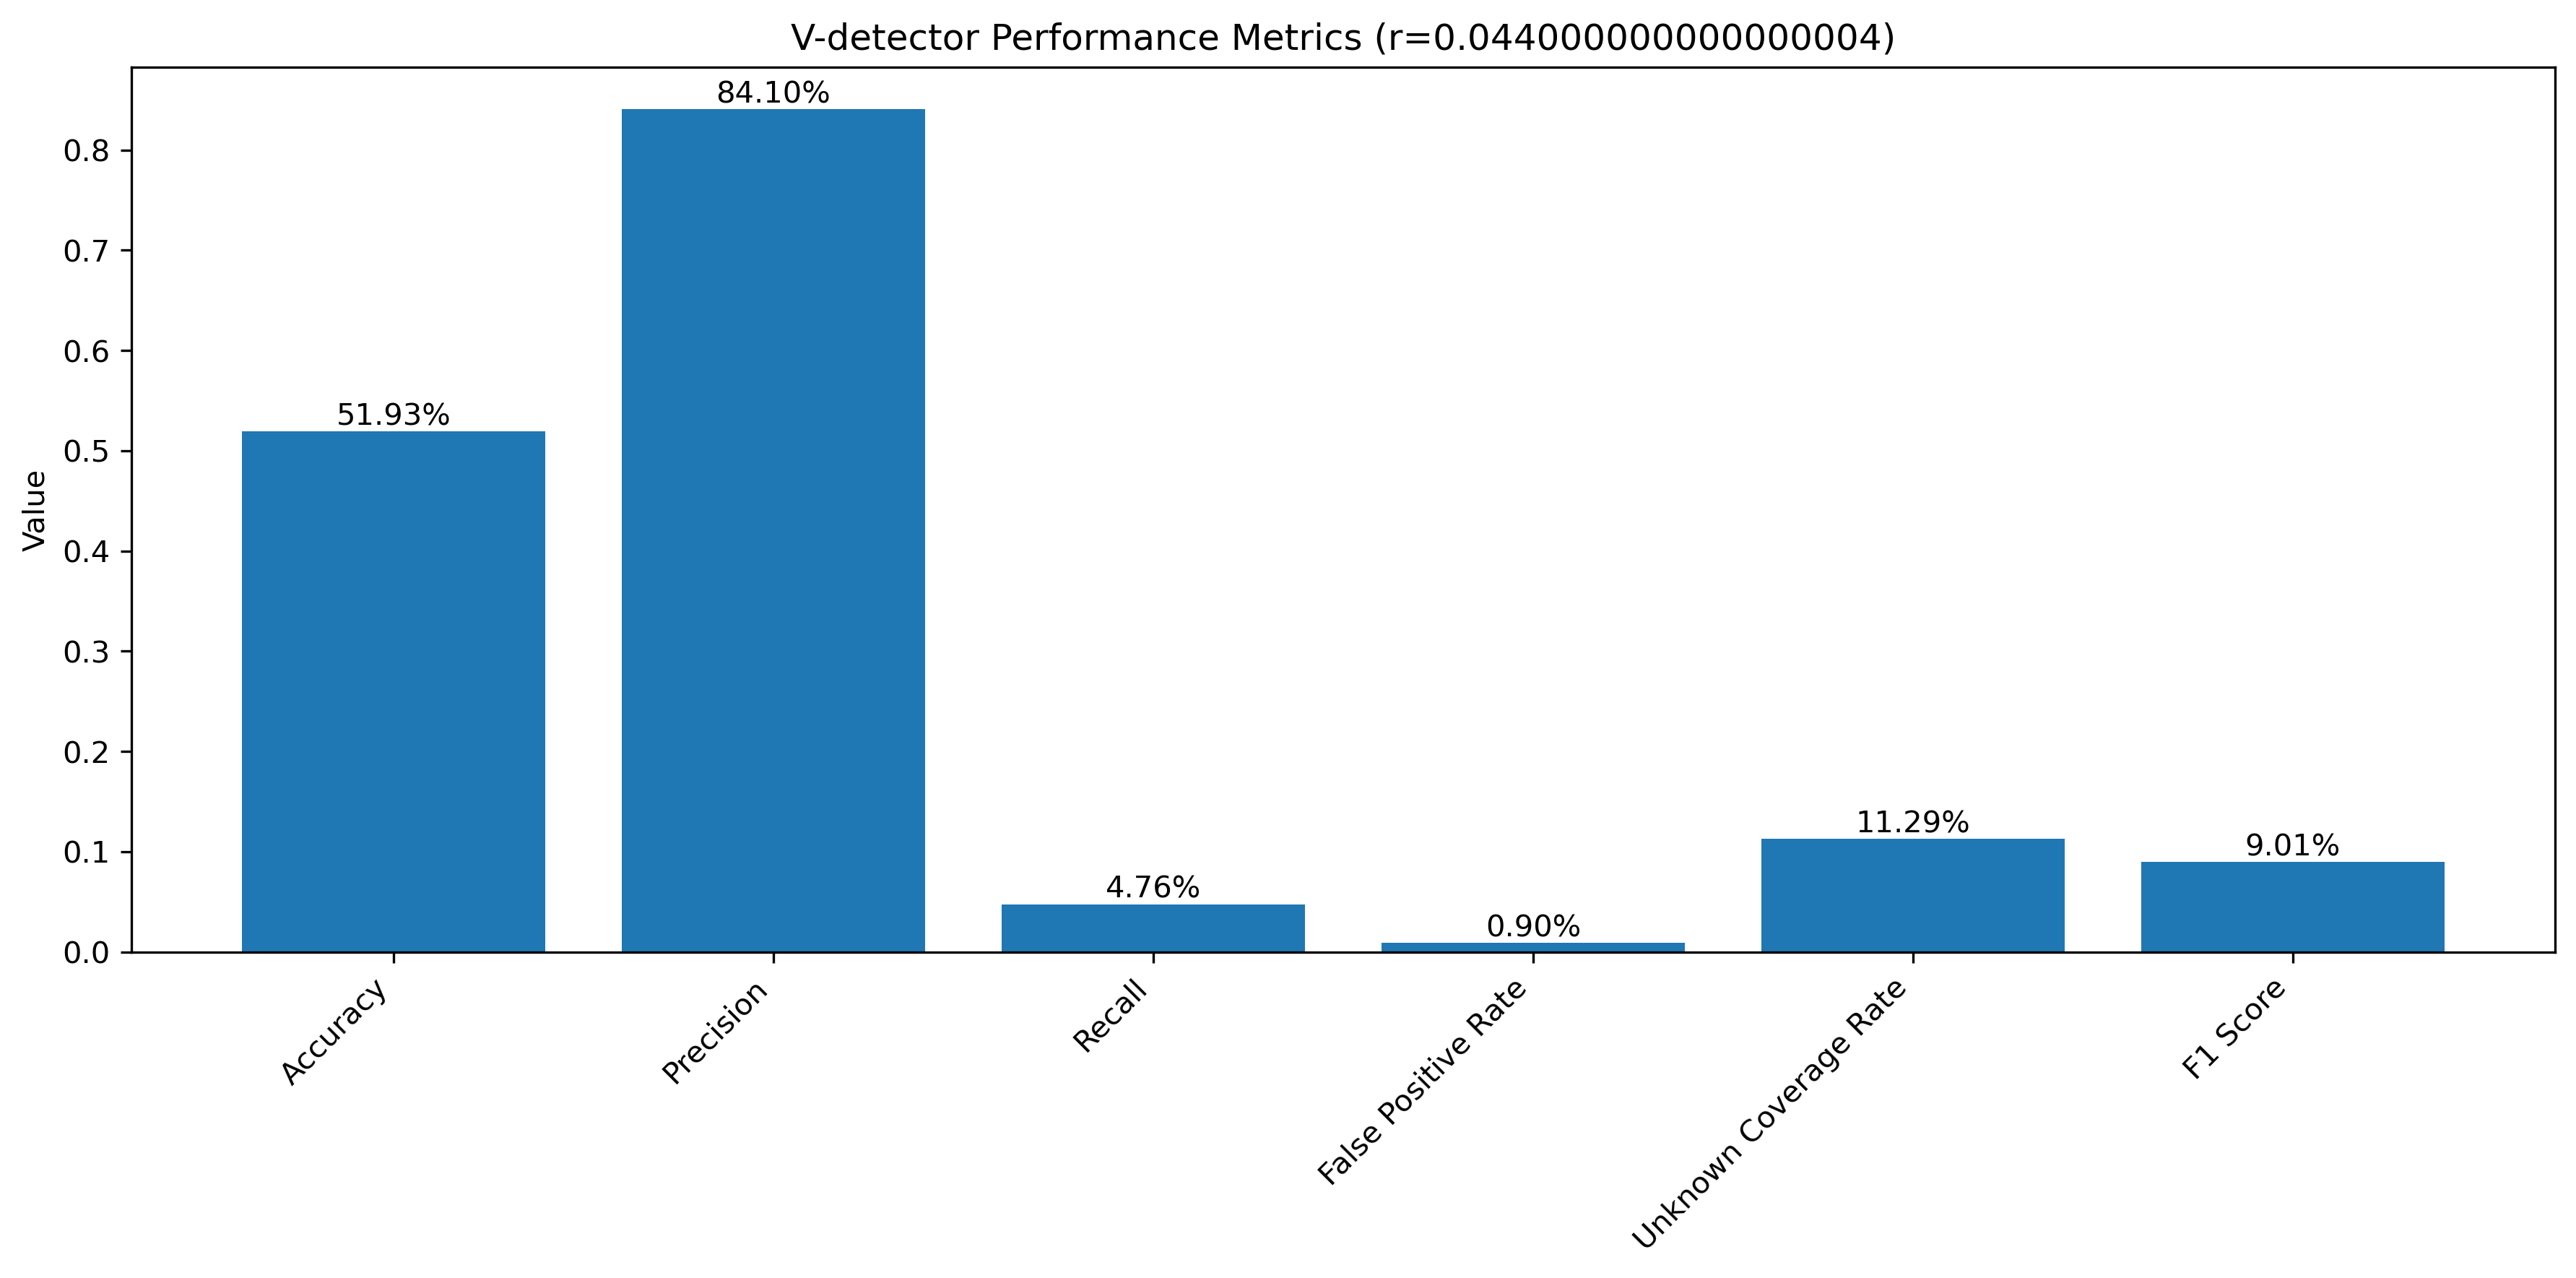 V-detector Performance Metrics (r=0.044000000000000004)
Value
0.8
0.7
0.6
0.5
0.4
0.3
0.2
0.1
0.0
51.93%
84.10%
4.76%
0.90%
11.29%
9.01%
Accuracy
Precision
Recall
False Positive Rate
Unknown Coverage Rate
F1 Score